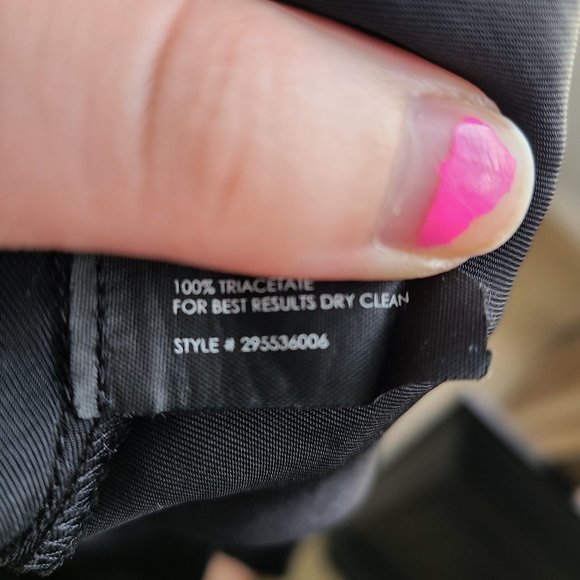 100% TRIACETATE
FOR BEST RESULTS DRY CLEAN
STYLE # 295536006